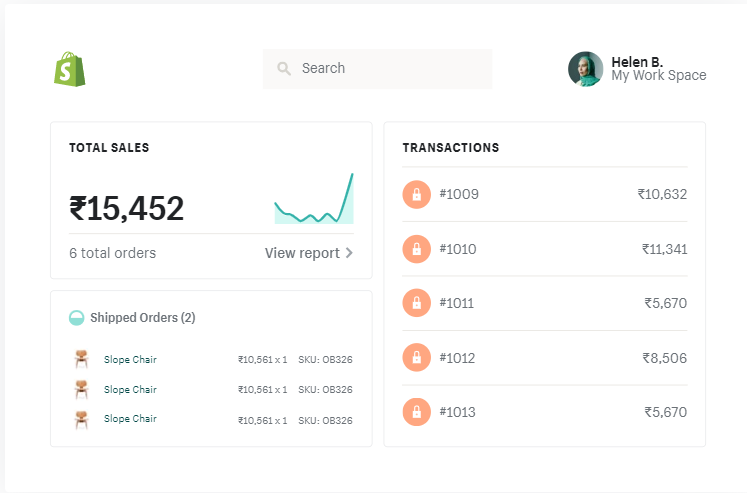 Search
Helen B.
My Work Space
TOTAL SALES
₹15,452
6 total orders
View report
Shipped Orders (2)
Slope Chair ₹10,561 x 1 SKU: OB326
Slope Chair ₹10,561 x 1 SKU: OB326
Slope Chair ₹10,561 x 1 SKU: OB326
TRANSACTIONS
#1009 ₹10,632
#1010 ₹11,341
#1011 ₹5,670
#1012 ₹8,506
#1013 ₹5,670